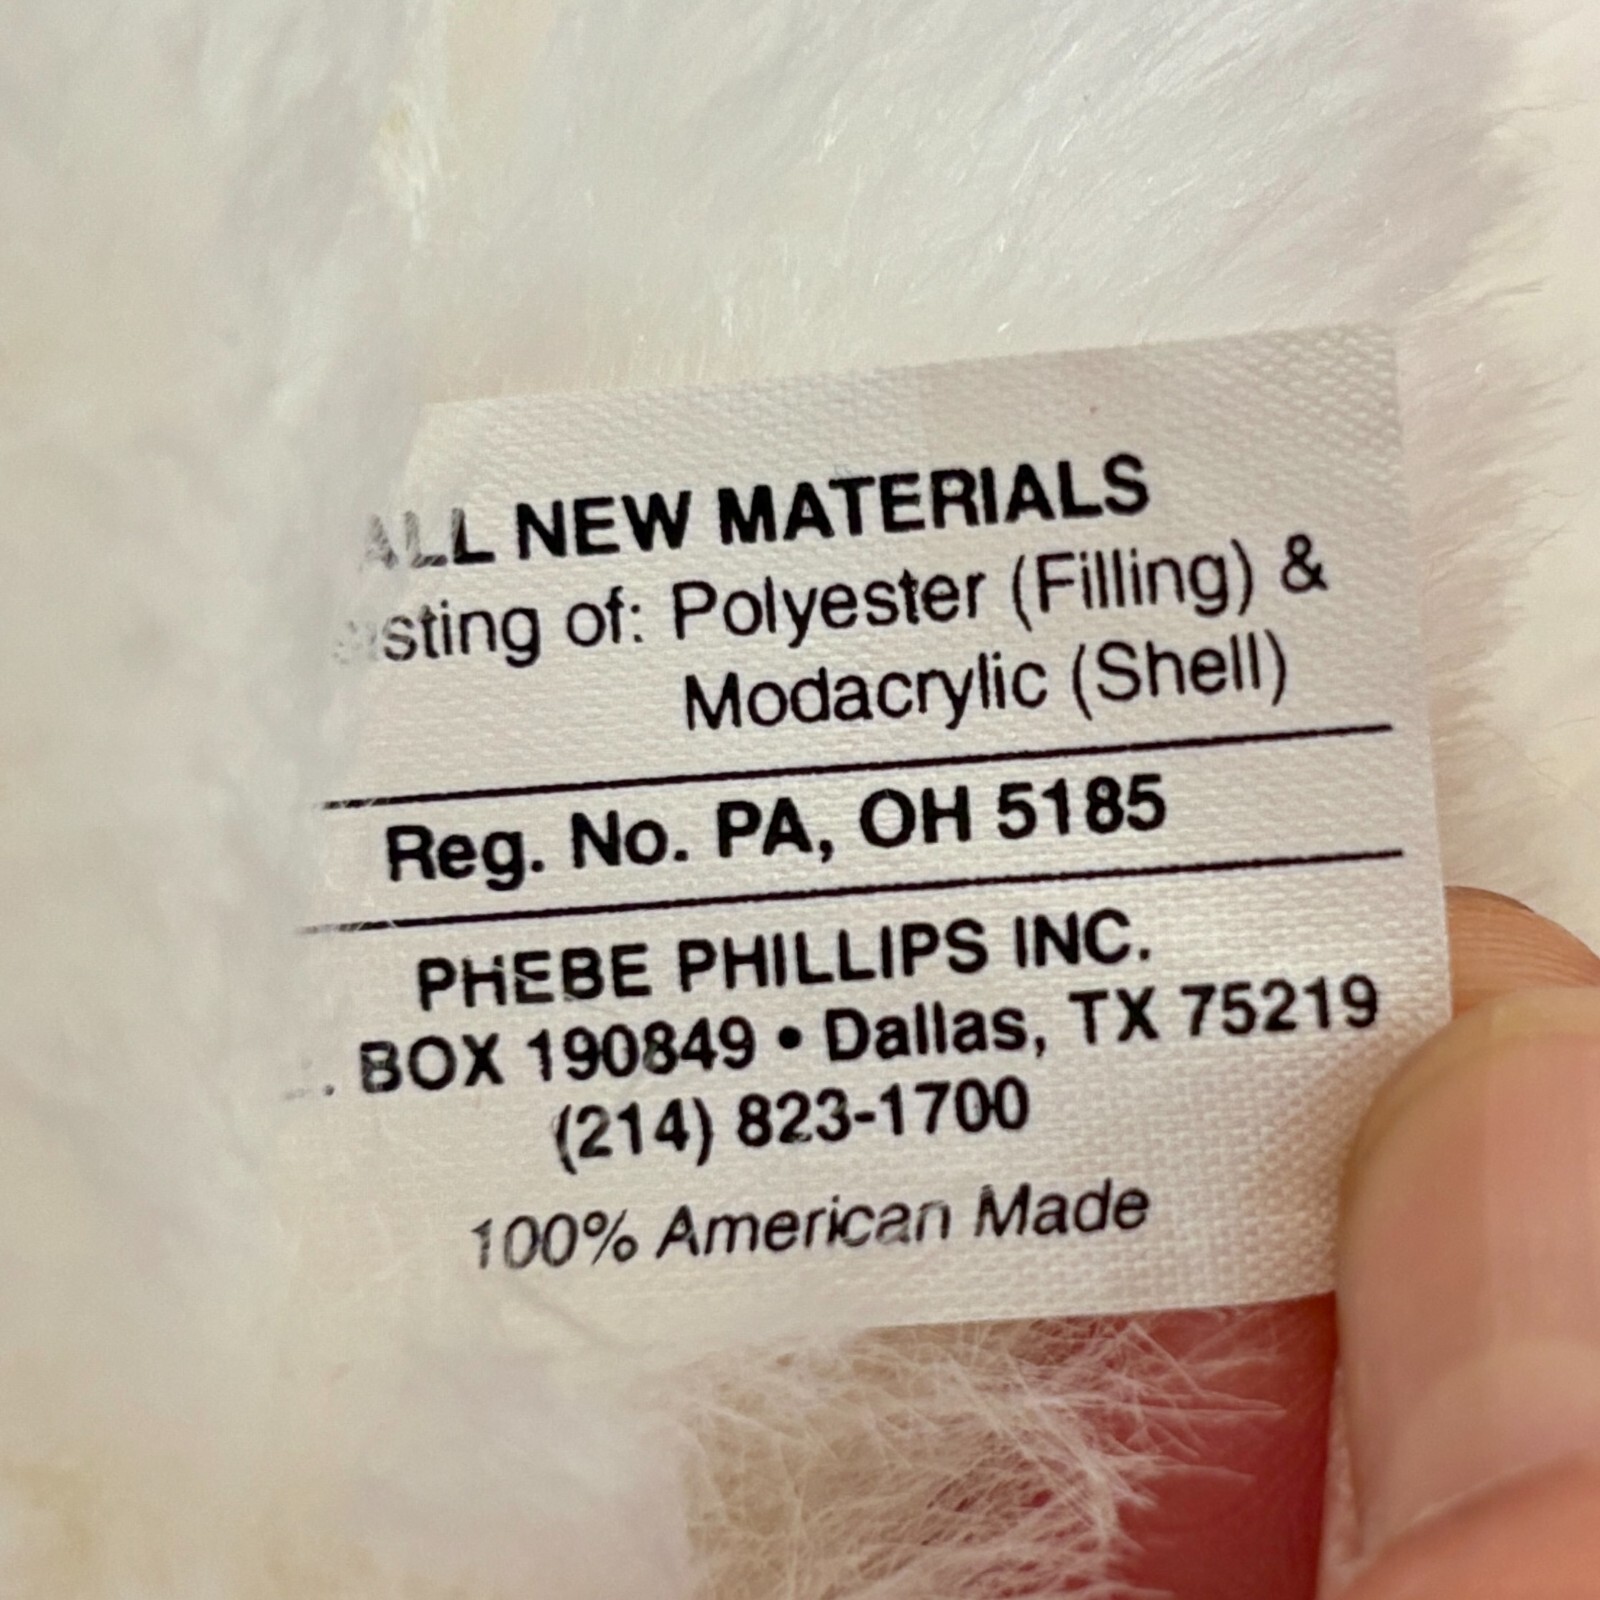 ALL NEW MATERIALS
sting of: Polyester (Filling) &
Modacrylic (Shell)
Reg. No. PA, OH 5185
PHEBE PHILLIPS INC.
BOX 190849 • Dallas, TX 75219
(214) 823-1700
100% American Made